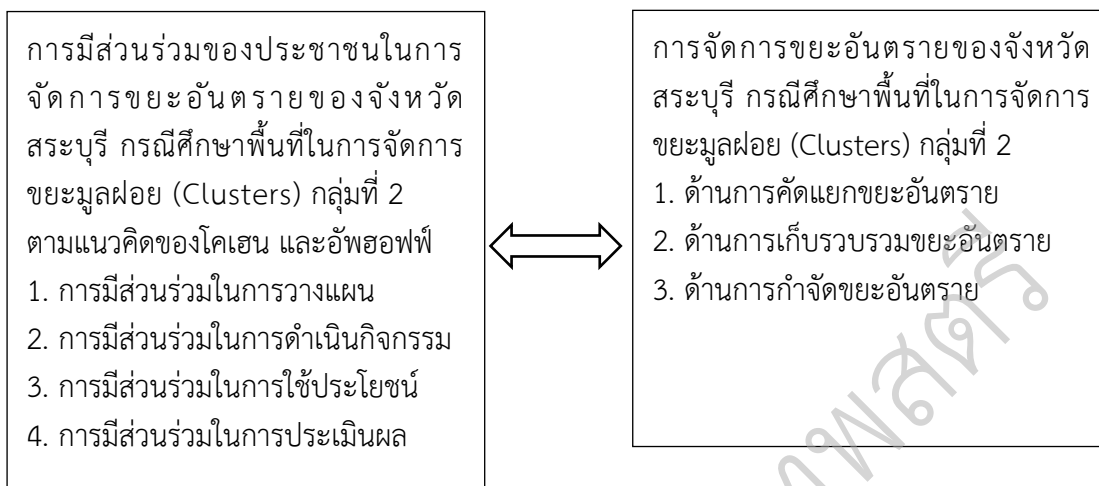 การมีส่วนร่วมของประชาชนในการ
จัดการขยะอันตรายของจังหวัด
สระบุรี กรณีศึกษาพื้นที่ในการจัดการ
ขยะมูลฝอย (Clusters) กลุ่มที่ 2
ตามแนวคิดของโคเฮน และอัพฮอฟฟ์
1. การมีส่วนร่วมในการวางแผน
2. การมีส่วนร่วมในการดำเนินกิจกรรม
3. การมีส่วนร่วมในการใช้ประโยชน์
4. การมีส่วนร่วมในการประเมินผล
การจัดการขยะอันตรายของจังหวัด
สระบุรี กรณีศึกษาพื้นที่ในการจัดการ
ขยะมูลฝอย (Clusters) กลุ่มที่ 2
1. ด้านการคัดแยกขยะอันตราย
2. ด้านการเก็บรวบรวมขยะอันตราย
3. ด้านการกำจัดขยะอันตราย